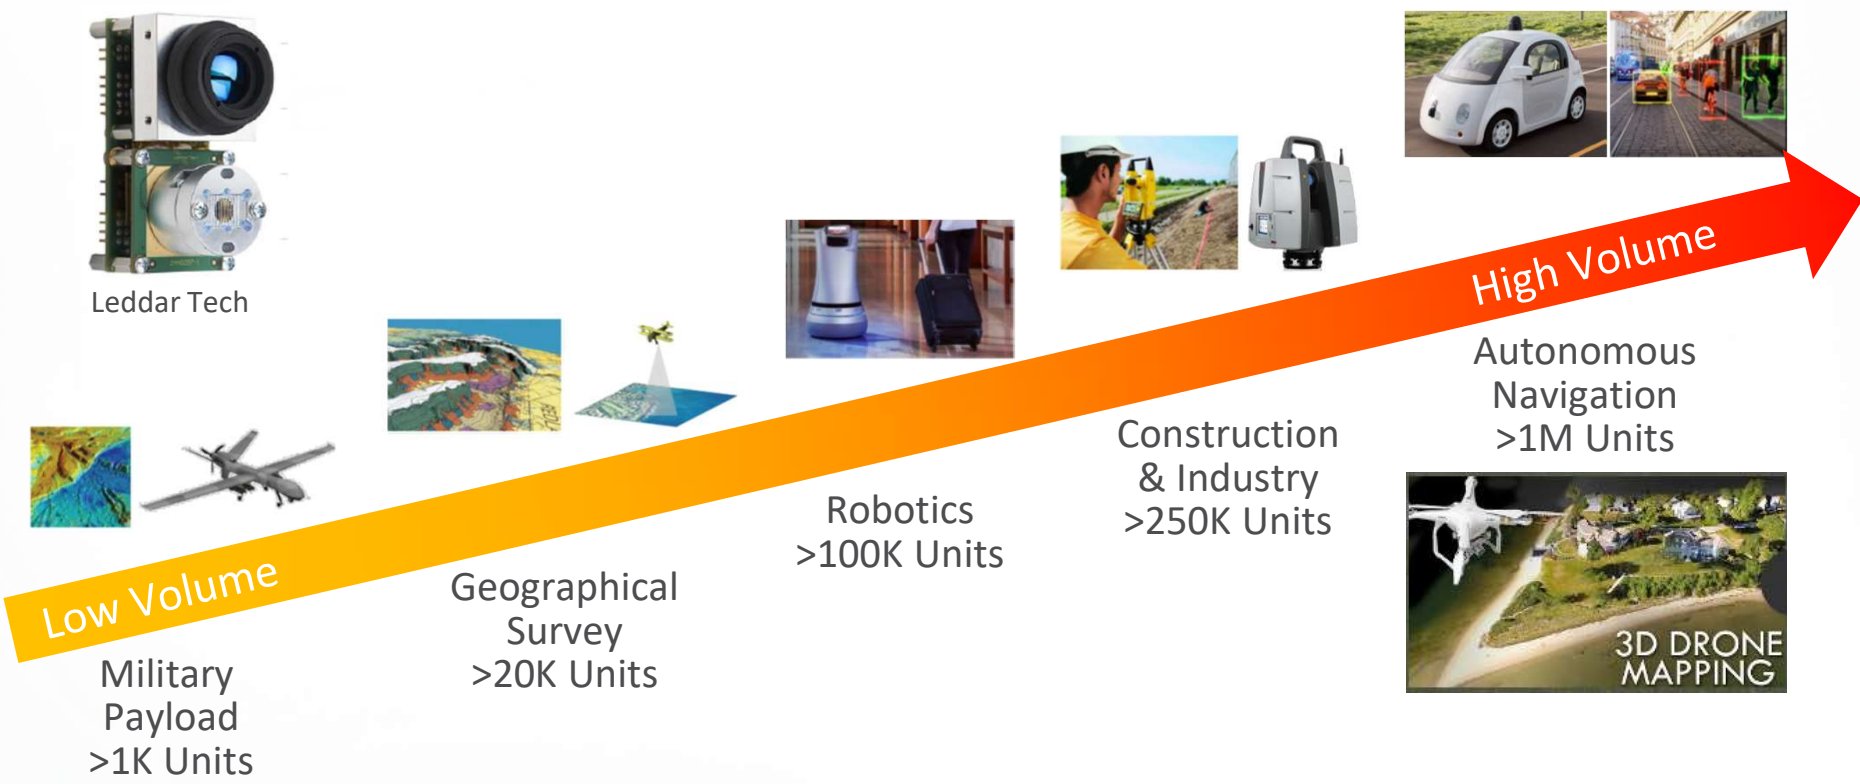 Leddar Tech
Low Volume
High Volume
Military
Payload
>1K Units
Geographical
Survey
>20K Units
Robotics
>100K Units
Construction
& Industry
>250K Units
Autonomous
Navigation
>1M Units
3D DRONE
MAPPING